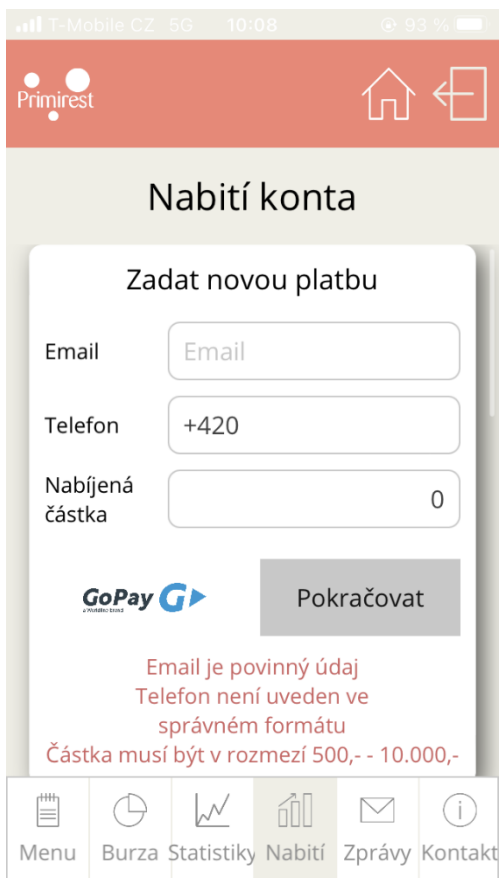 T-Mobile CZ 5G 10:08 93 %
Primirest
Nabití konta
Zadat novou platbu
Email Email
Telefon +420
Nabíjená
částka
0
GoPay
Pokračovat
Email je povinný údaj
Telefon není uveden ve
správném formátu
Částka musí být v rozmezí 500,- - 10.000,-
Menu Burza Statistiky Nabití Zprávy Kontakt